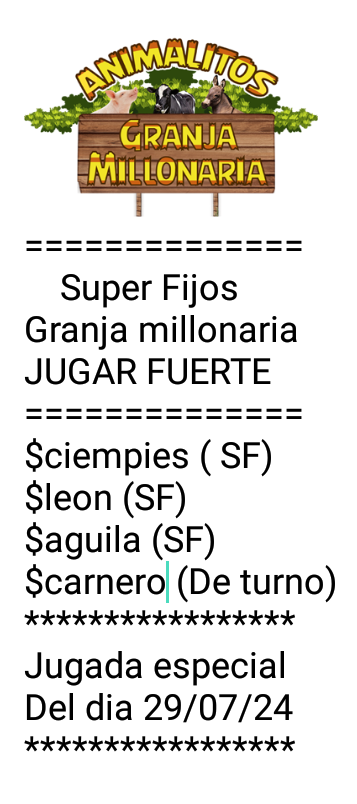 ANIMALITOS
GRANJA
MILLONARIA
==============
Super Fijos
Granja millonaria
JUGAR FUERTE
==============
$ciempies ( SF)
$leon (SF)
$aguila (SF)
$carnero (De turno)
*****************
Jugada especial
Del dia 29/07/24
*****************